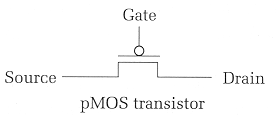 Gate
Source
Drain
pMOS transistor